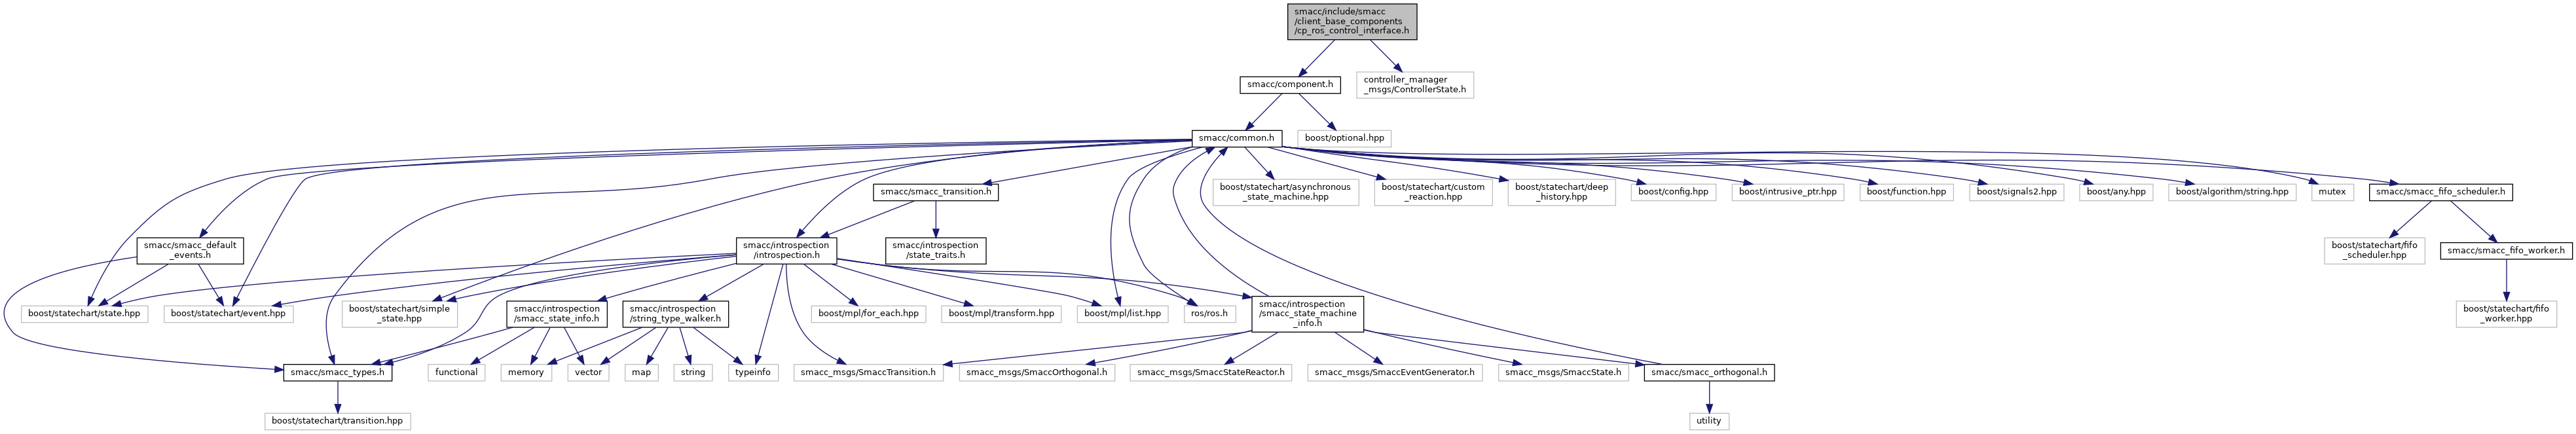 smacc/include/smacc
/client_base_components
/cp_ros_control_interface.h
smacc/component.h
controller_manager
_msgs/ControllerState.h
smacc/common.h
boost/optional.hpp
smacc/smacc_transition.h
boost/statechart/asynchronous
_state_machine.hpp
boost/statechart/custom
_reaction.hpp
boost/statechart/deep
_history.hpp
boost/config.hpp
boost/intrusive_ptr.hpp
boost/function.hpp
boost/signals2.hpp
boost/any.hpp
boost/algorithm/string.hpp
mutex
smacc/smacc_fifo_scheduler.h
smacc/smacc_default
_events.h
smacc/introspection
/introspection.h
smacc/introspection
/state_traits.h
boost/statechart/fifo
_scheduler.hpp
smacc/smacc_fifo_worker.h
boost/statechart/state.hpp
boost/statechart/event.hpp
boost/statechart/simple
_state.hpp
smacc/introspection
/smacc_state_info.h
smacc/introspection
/string_type_walker.h
boost/mpl/for_each.hpp
boost/mpl/transform.hpp
boost/mpl/list.hpp
ros/ros.h
smacc/introspection
/smacc_state_machine
_info.h
boost/statechart/fifo
_worker.hpp
smacc/smacc_types.h
functional
memory
vector
map
string
typeinfo
smacc_msgs/SmaccTransition.h
smacc_msgs/SmaccOrthogonal.h
smacc_msgs/SmaccStateReactor.h
smacc_msgs/SmaccEventGenerator.h
smacc_msgs/SmaccState.h
smacc/smacc_orthogonal.h
boost/statechart/transition.hpp
utility